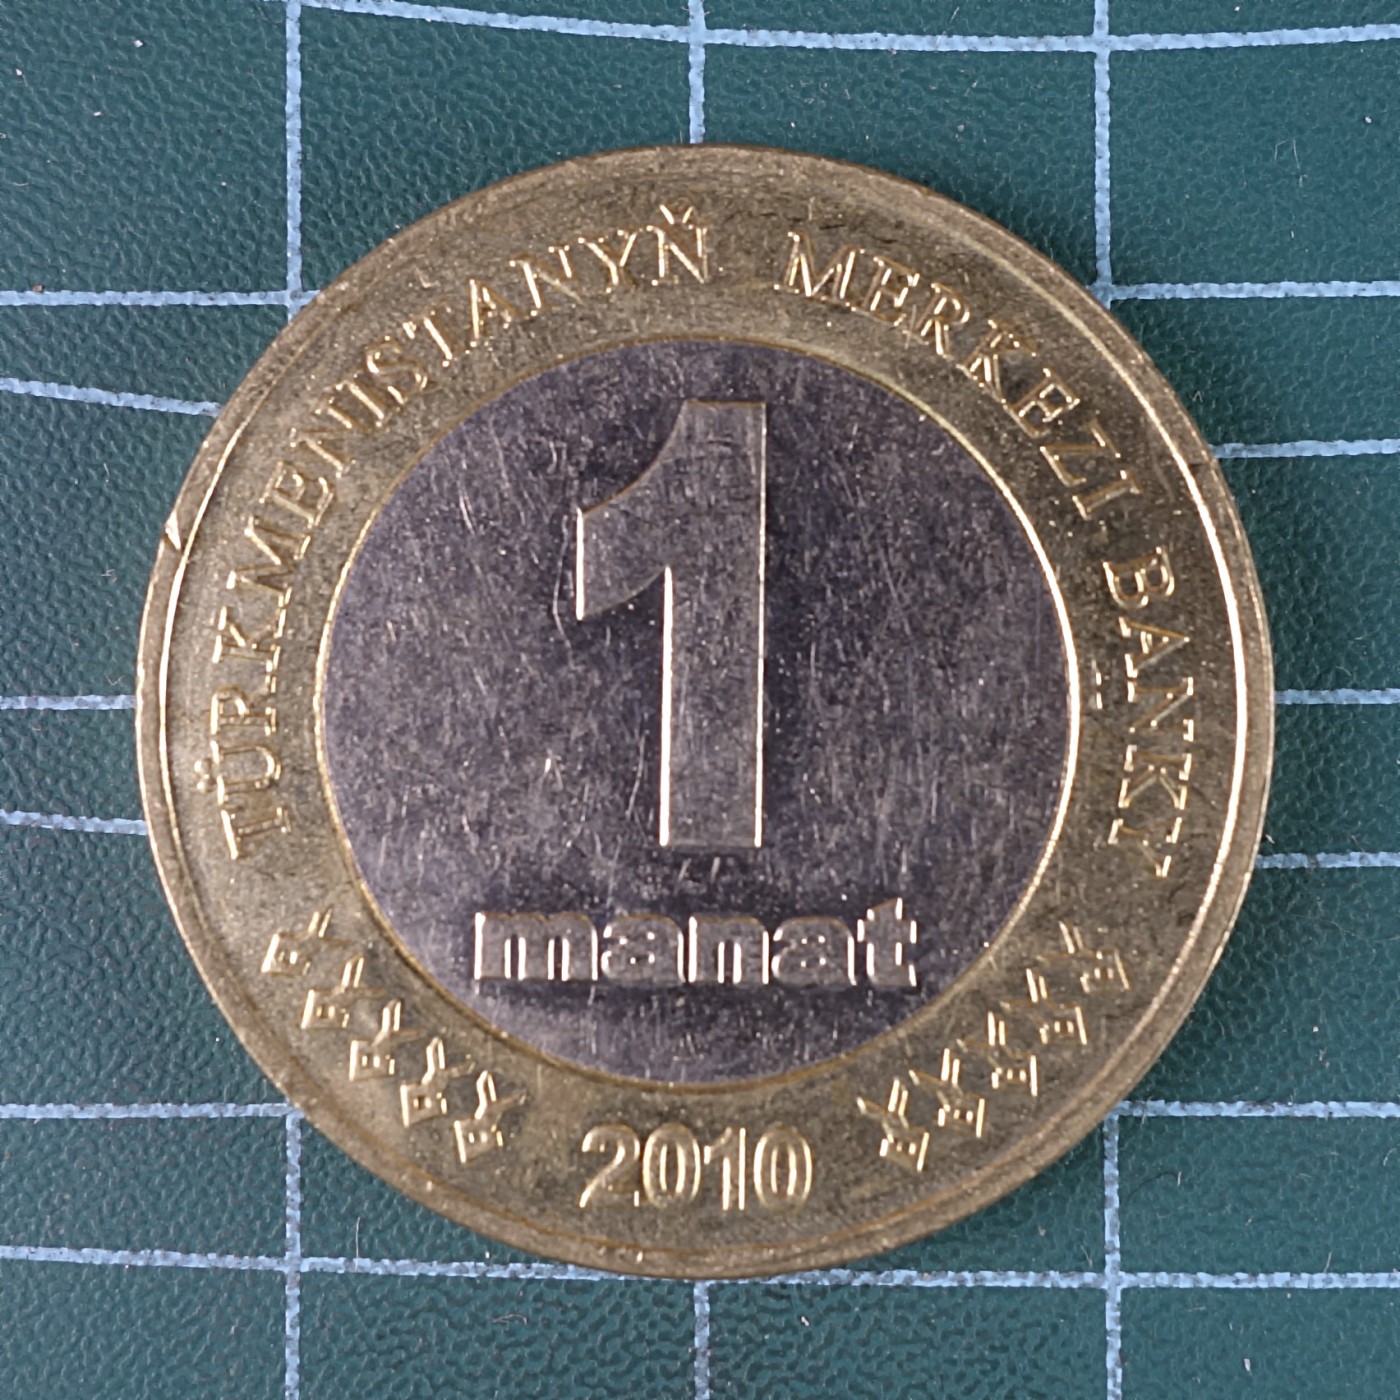 TÜRKMENISTANYŇ MERKEZI BANKY
1
manat
2010